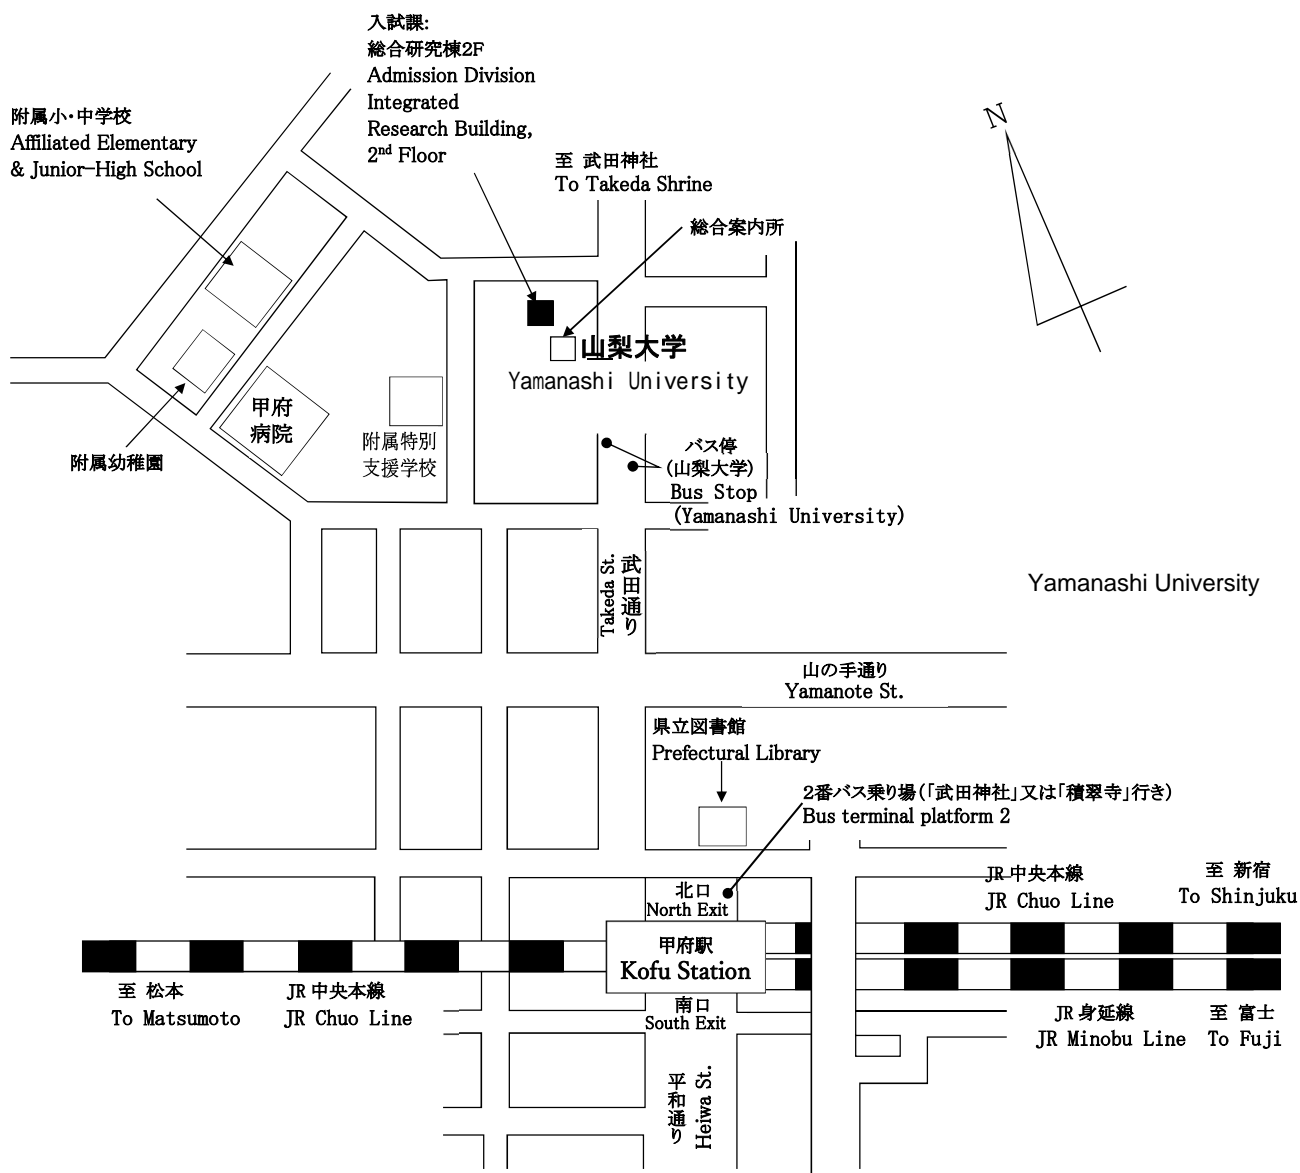 入試課:
総合研究棟2F
Admission Division
Integrated
Research Building,
2nd Floor
附属小・中学校
Affiliated Elementary
& Junior-High School
至 武田神社
To Takeda Shrine
総合案内所
N
山梨大学
Yamanashi University
甲府
病院
附属特別
支援学校
附属幼稚園
バス停
(山梨大学)
Bus Stop
(Yamanashi University)
Takeda St.
武田通り
Yamanashi University
山の手通り
Yamanote St.
県立図書館
Prefectural Library
2番バス乗り場(「武田神社」又は「積翠寺」行き)
Bus terminal platform 2
北口
North Exit
JR 中央本線
JR Chuo Line
至 新宿
To Shinjuku
甲府駅
Kofu Station
至 松本
To Matsumoto
JR 中央本線
JR Chuo Line
南口
South Exit
JR 身延線
JR Minobu Line
至 富士
To Fuji
平和通り
Heiwa St.